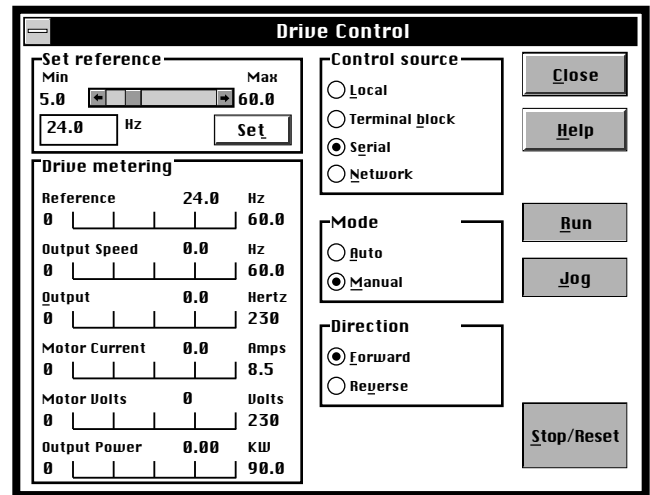 Drive Control
Set reference
Min Max
5.0 60.0
24.0 Hz Set
Drive metering
Reference 24.0 Hz
0 60.0
Output Speed 0.0 Hz
0 60.0
Output 0.0 Hertz
0 230
Motor Current 0.0 Amps
0 8.5
Motor Volts 0 Volts
0 230
Output Power 0.00 KW
0 90.0
Control source
Local
Terminal block
Serial
Network
Mode
Auto
Manual
Direction
Forward
Reverse
Close
Help
Run
Jog
Stop/Reset